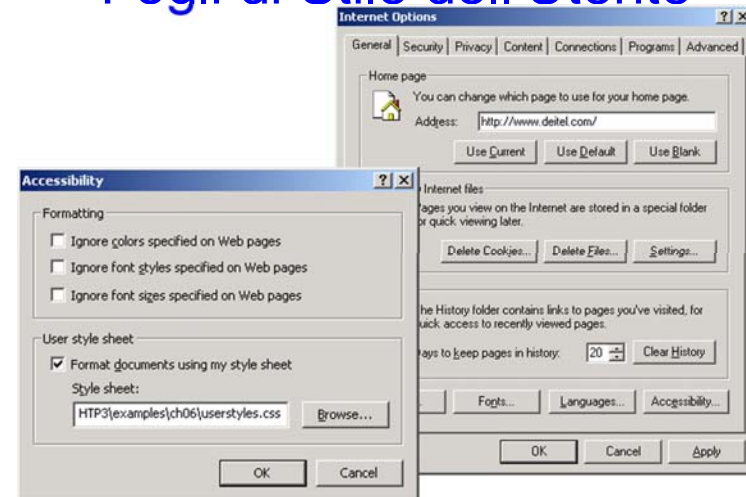 Fogli di Stile dell'Utente
Internet Options
General Security Privacy Content Connections Programs Advanced
Home page
You can change which page to use for your home page.
Address: http://www.deitel.com/
Use Current Use Default Use Blank
Internet files
ages you view on the Internet are stored in a special folder
or quick viewing later.
Delete Cookies... Delete Files... Settings...
he History folder contains links to pages you've visited, for
uick access to recently viewed pages.
ays to keep pages in history: 20 Clear History
Fonts... Languages... Accessibility...
OK Cancel Apply
Accessibility
Formatting
Ignore colors specified on Web pages
Ignore font styles specified on Web pages
Ignore font sizes specified on Web pages
User style sheet
Format documents using my style sheet
Style sheet:
HTP3\examples\ch06\userstyles.css Browse...
OK Cancel